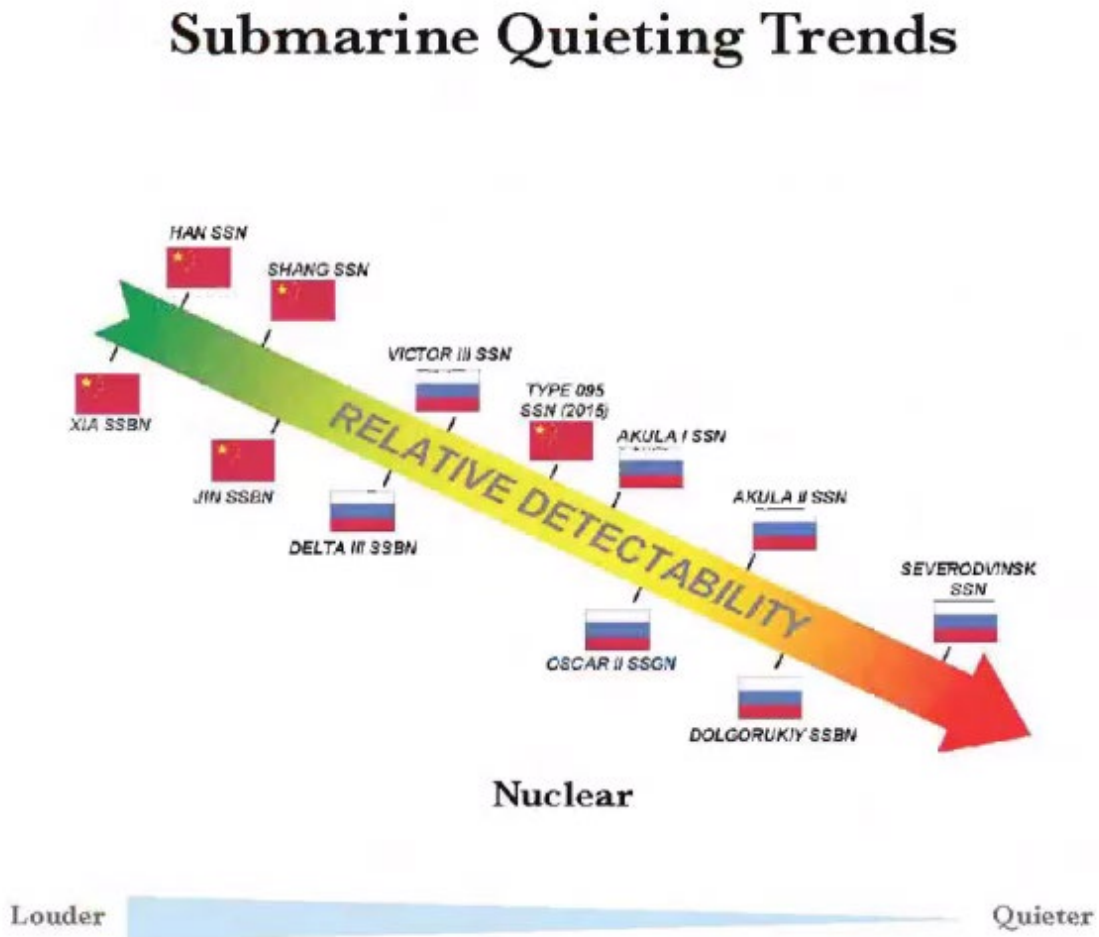 Submarine Quieting Trends
HAN SSN
SHANG SSN
XIA SSBN
VICTOR III SSN
TYPE 095
SSN (2015)
AKULA I SSN
JIN SSBN
DELTA III SSBN
RELATIVE DETECTABILITY
AKULA II SSN
SEVERODVINSK
SSN
OSCAR II SSGN
DOLGORUKIY SSBN
Nuclear
Louder
Quieter